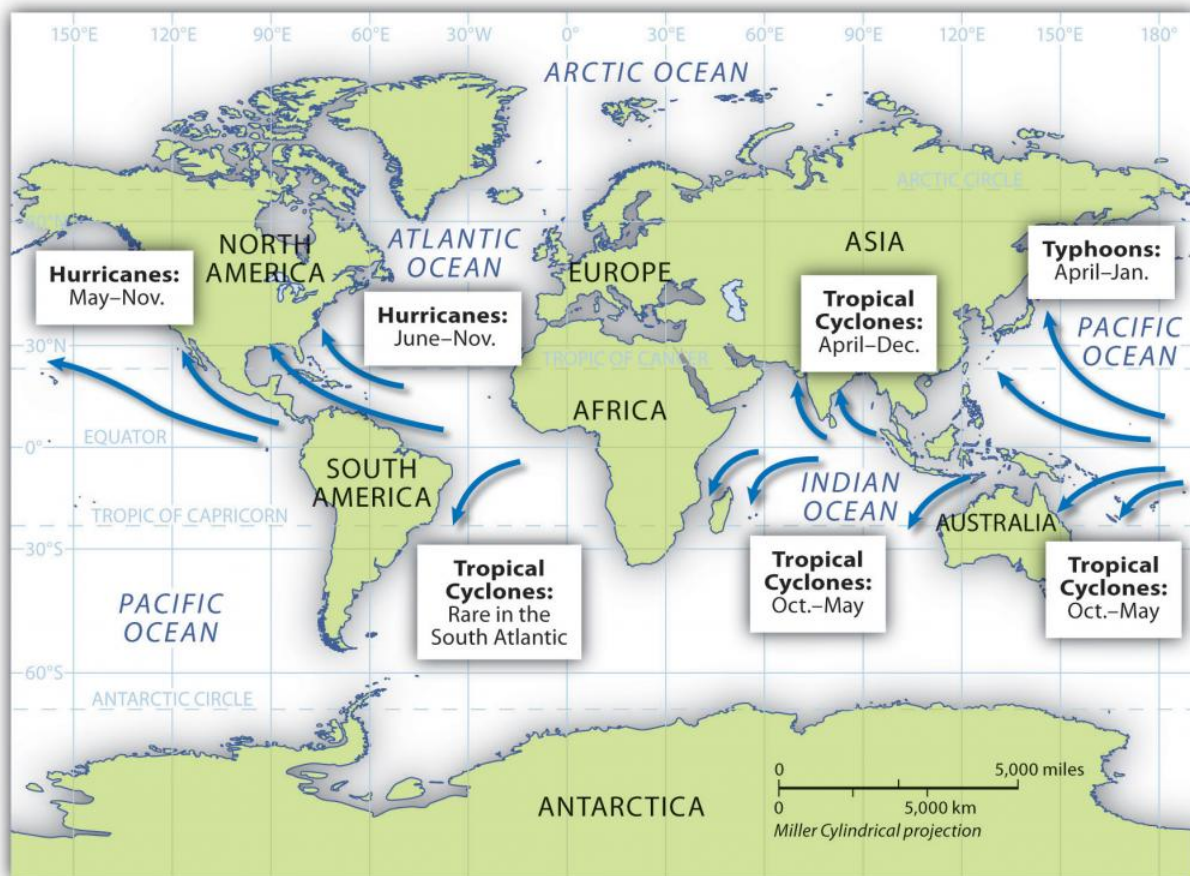 150°E 120°E 90°E 60°E 30°W 0° 30°E 60°E 90°E 120°E 150°E 180°
ARCTIC OCEAN
ARCTIC CIRCLE
60°N
NORTH
AMERICA
ATLANTIC
OCEAN
EUROPE
ASIA
Hurricanes:
May–Nov.
Hurricanes:
June–Nov.
Tropical
Cyclones:
April–Dec.
Typhoons:
April–Jan.
PACIFIC
OCEAN
30°N
TROPIC OF CANCER
AFRICA
EQUATOR
0°
SOUTH
AMERICA
INDIAN
OCEAN
TROPIC OF CAPRICORN
AUSTRALIA
30°S
Tropical
Cyclones:
Rare in the
South Atlantic
Tropical
Cyclones:
Oct.–May
Tropical
Cyclones:
Oct.–May
PACIFIC
OCEAN
60°S
ANTARCTIC CIRCLE
ANTARCTICA
0 5,000 miles
0 5,000 km
Miller Cylindrical projection